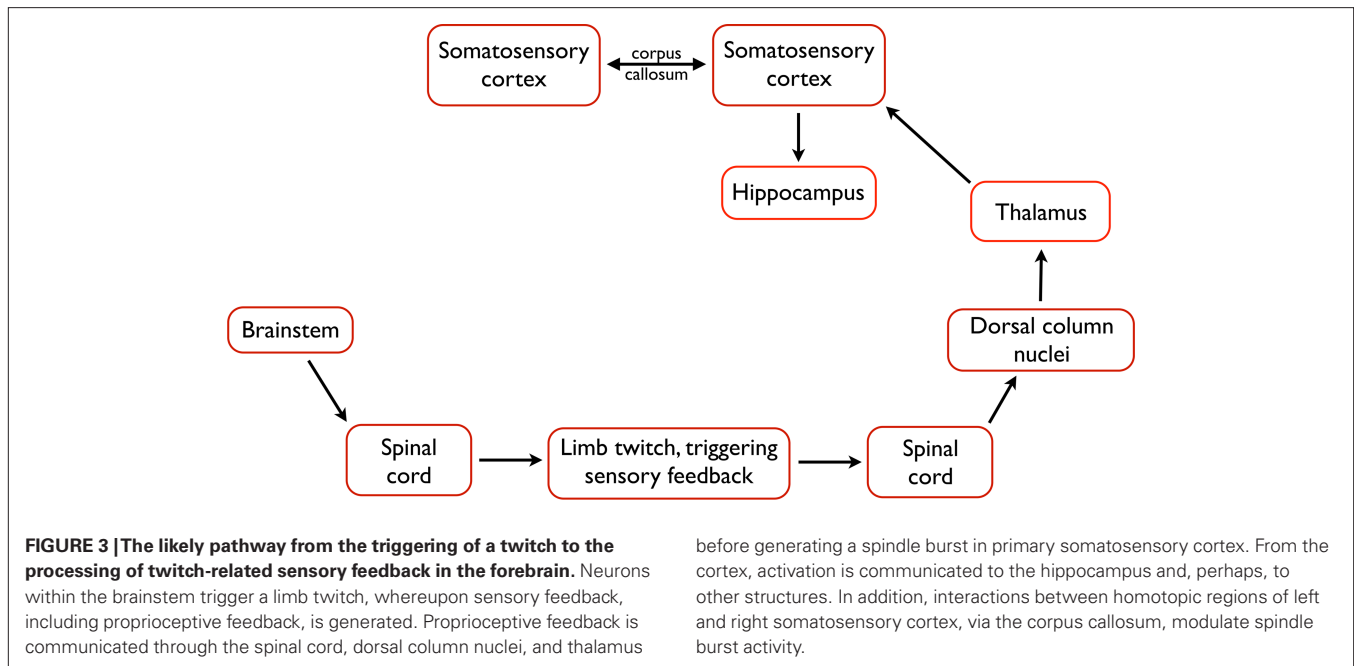 Somatosensory
cortex
corpus
callosum
Somatosensory
cortex
Hippocampus
Thalamus
Brainstem
Dorsal column
nuclei
Spinal
cord
Limb twitch, triggering
sensory feedback
Spinal
cord
FIGURE 3 | The likely pathway from the triggering of a twitch to the
processing of twitch-related sensory feedback in the forebrain. Neurons
within the brainstem trigger a limb twitch, whereupon sensory feedback,
including proprioceptive feedback, is generated. Proprioceptive feedback is
communicated through the spinal cord, dorsal column nuclei, and thalamus
before generating a spindle burst in primary somatosensory cortex. From the
cortex, activation is communicated to the hippocampus and, perhaps, to
other structures. In addition, interactions between homotopic regions of left
and right somatosensory cortex, via the corpus callosum, modulate spindle
burst activity.